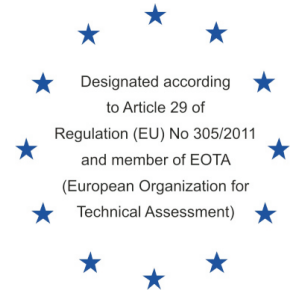 Designated according
to Article 29 of
Regulation (EU) No 305/2011
and member of EOTA
(European Organization for
Technical Assessment)